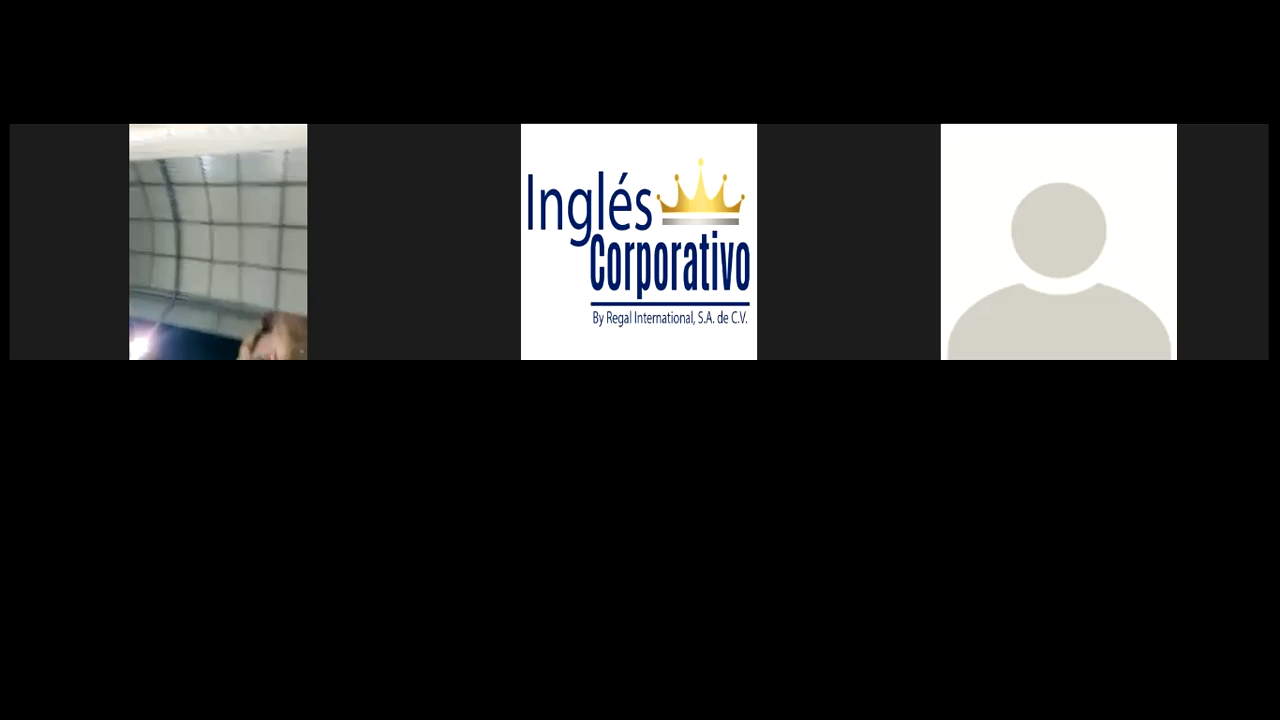 Inglés
Corporativo
By Regal International, S.A. de C.V.